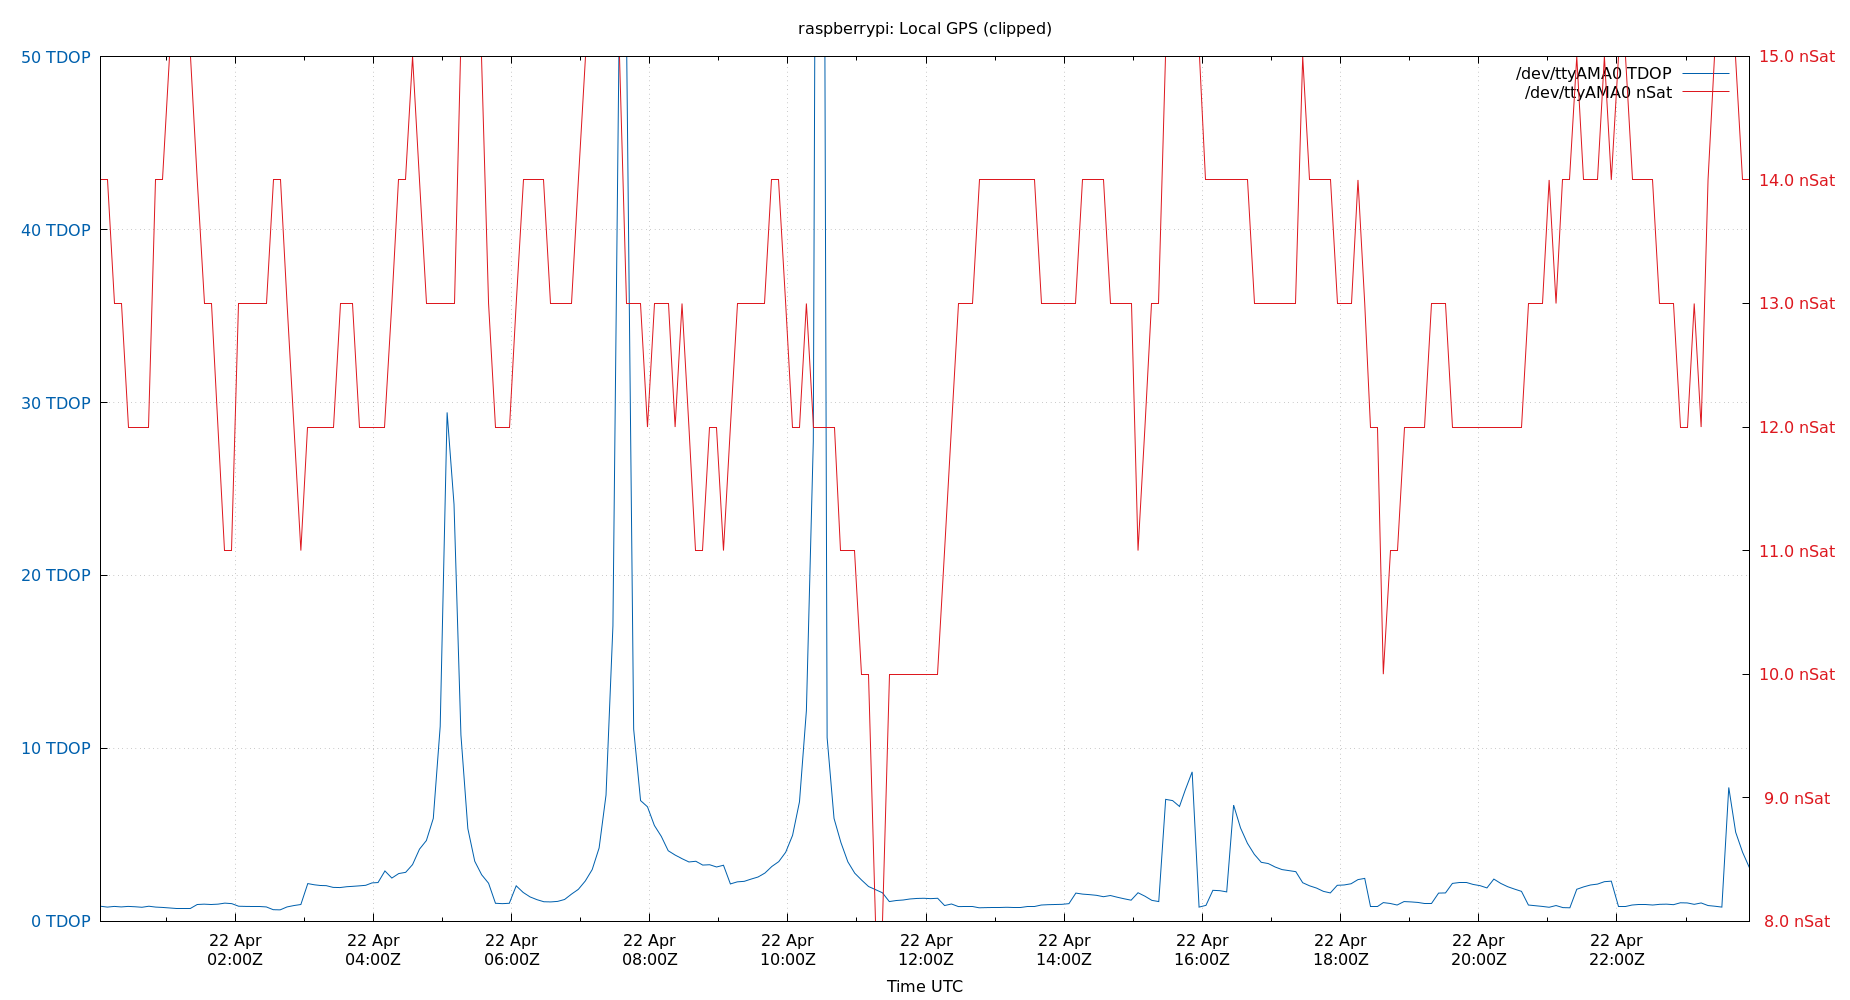 raspberrypi: Local GPS (clipped)
50 TDOP
40 TDOP
30 TDOP
20 TDOP
10 TDOP
0 TDOP
/dev/ttyAMA0 TDOP
/dev/ttyAMA0 nSat
15.0 nSat
14.0 nSat
13.0 nSat
12.0 nSat
11.0 nSat
10.0 nSat
9.0 nSat
8.0 nSat
22 Apr
02:00Z
22 Apr
04:00Z
22 Apr
06:00Z
22 Apr
08:00Z
22 Apr
10:00Z
22 Apr
12:00Z
22 Apr
14:00Z
22 Apr
16:00Z
22 Apr
18:00Z
22 Apr
20:00Z
22 Apr
22:00Z
Time UTC